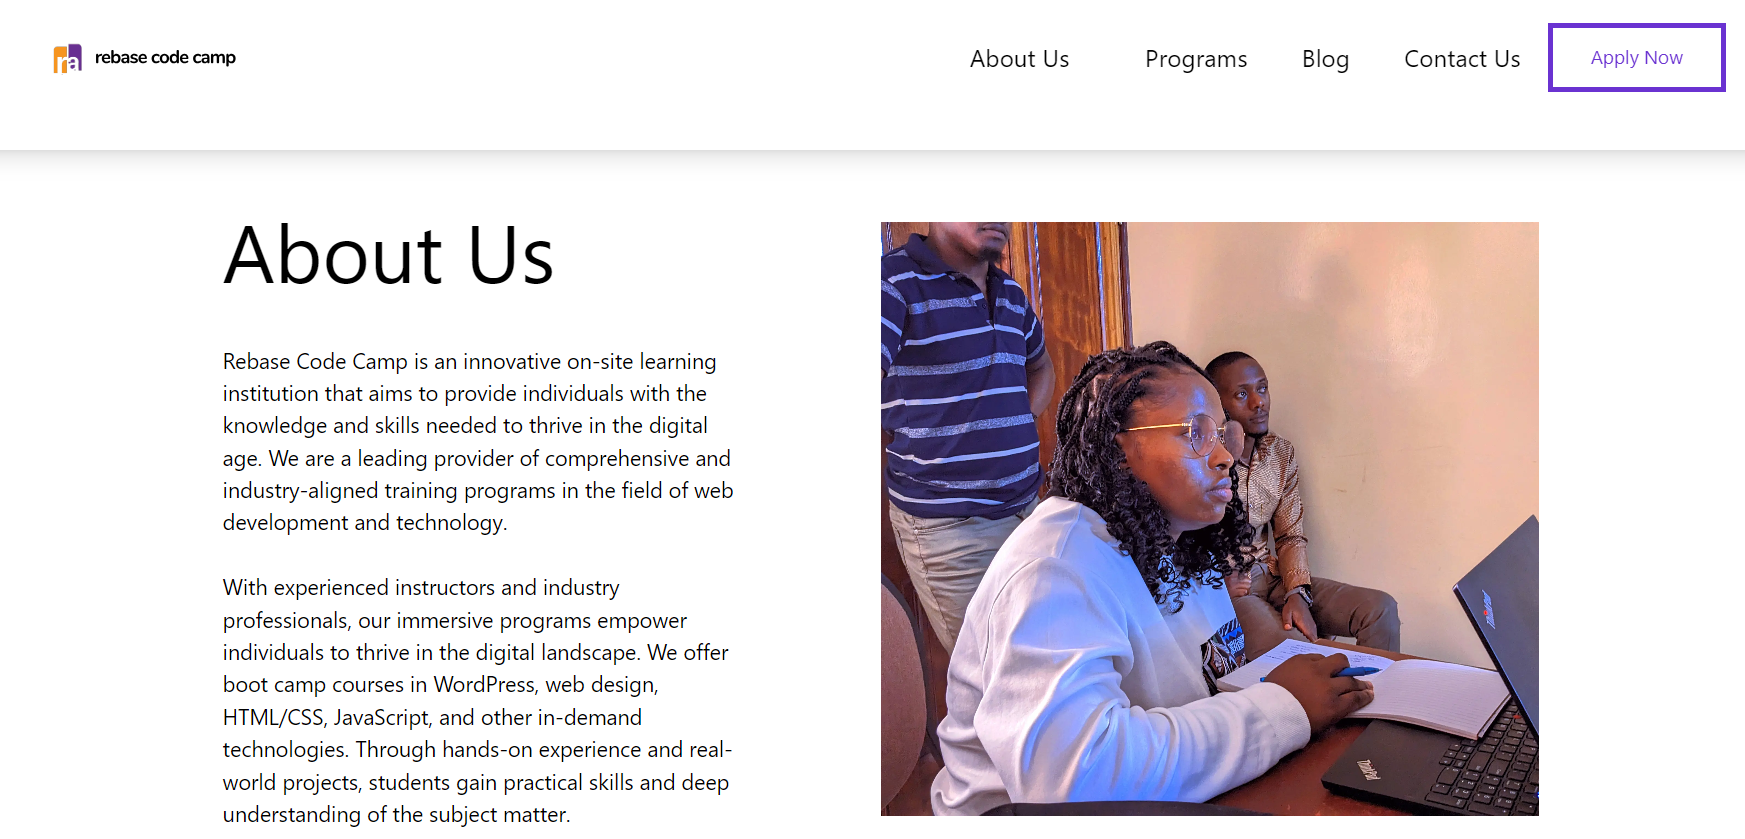 ra rebase code camp
About Us
Programs
Blog
Contact Us
Apply Now
About Us
Rebase Code Camp is an innovative on-site learning
institution that aims to provide individuals with the
knowledge and skills needed to thrive in the digital
age. We are a leading provider of comprehensive and
industry-aligned training programs in the field of web
development and technology.
With experienced instructors and industry
professionals, our immersive programs empower
individuals to thrive in the digital landscape. We offer
boot camp courses in WordPress, web design,
HTML/CSS, JavaScript, and other in-demand
technologies. Through hands-on experience and real-
world projects, students gain practical skills and deep
understanding of the subject matter.
ThinkPad
ThinkPad